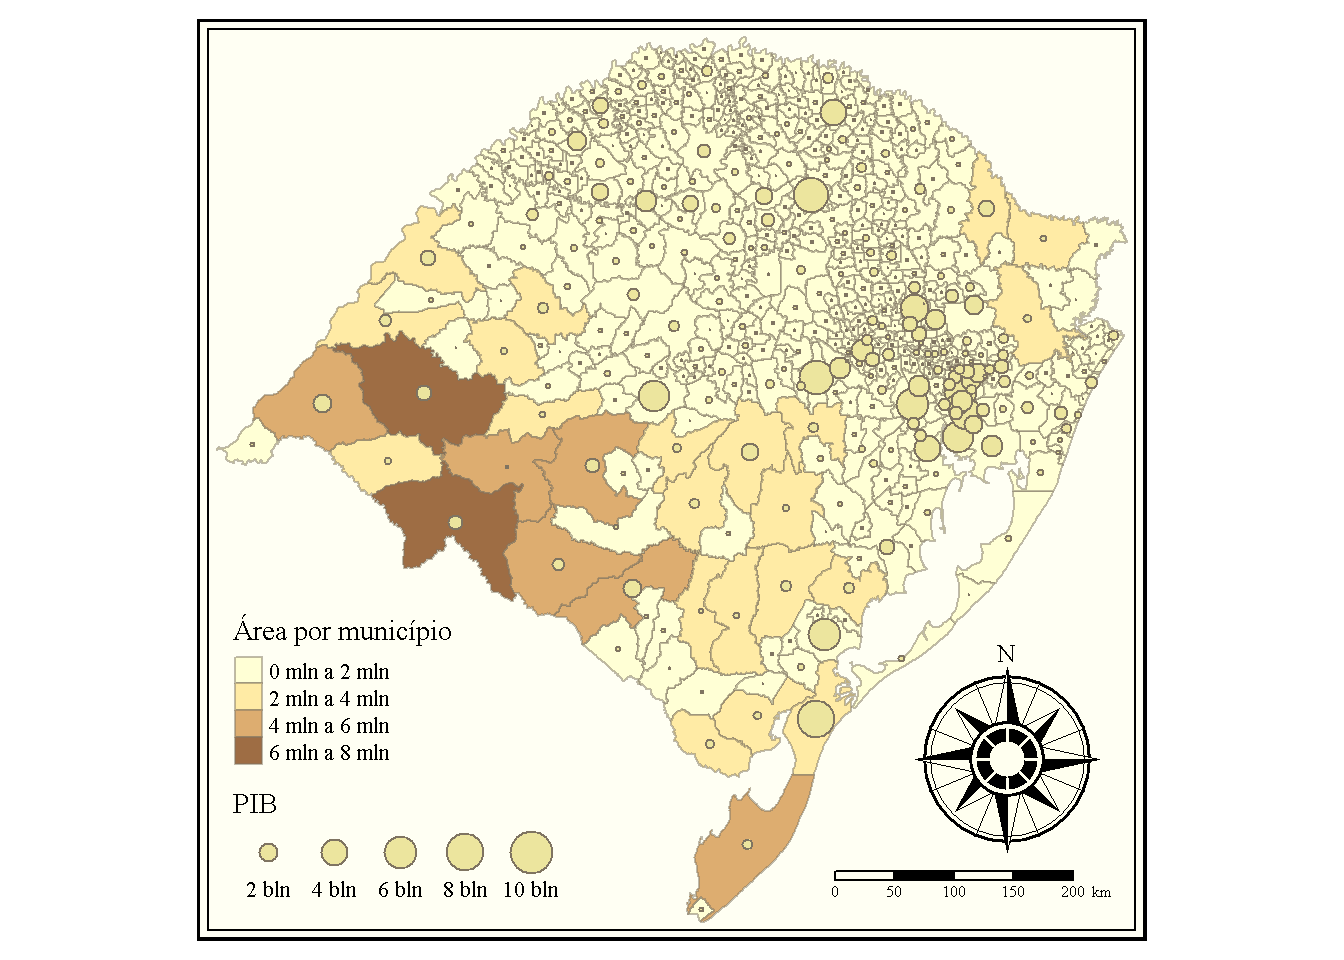 Área por município
0 mln a 2 mln
2 mln a 4 mln
4 mln a 6 mln
6 mln a 8 mln
PIB
2 bln 4 bln 6 bln 8 bln 10 bln
N
0 50 100 150 200 km